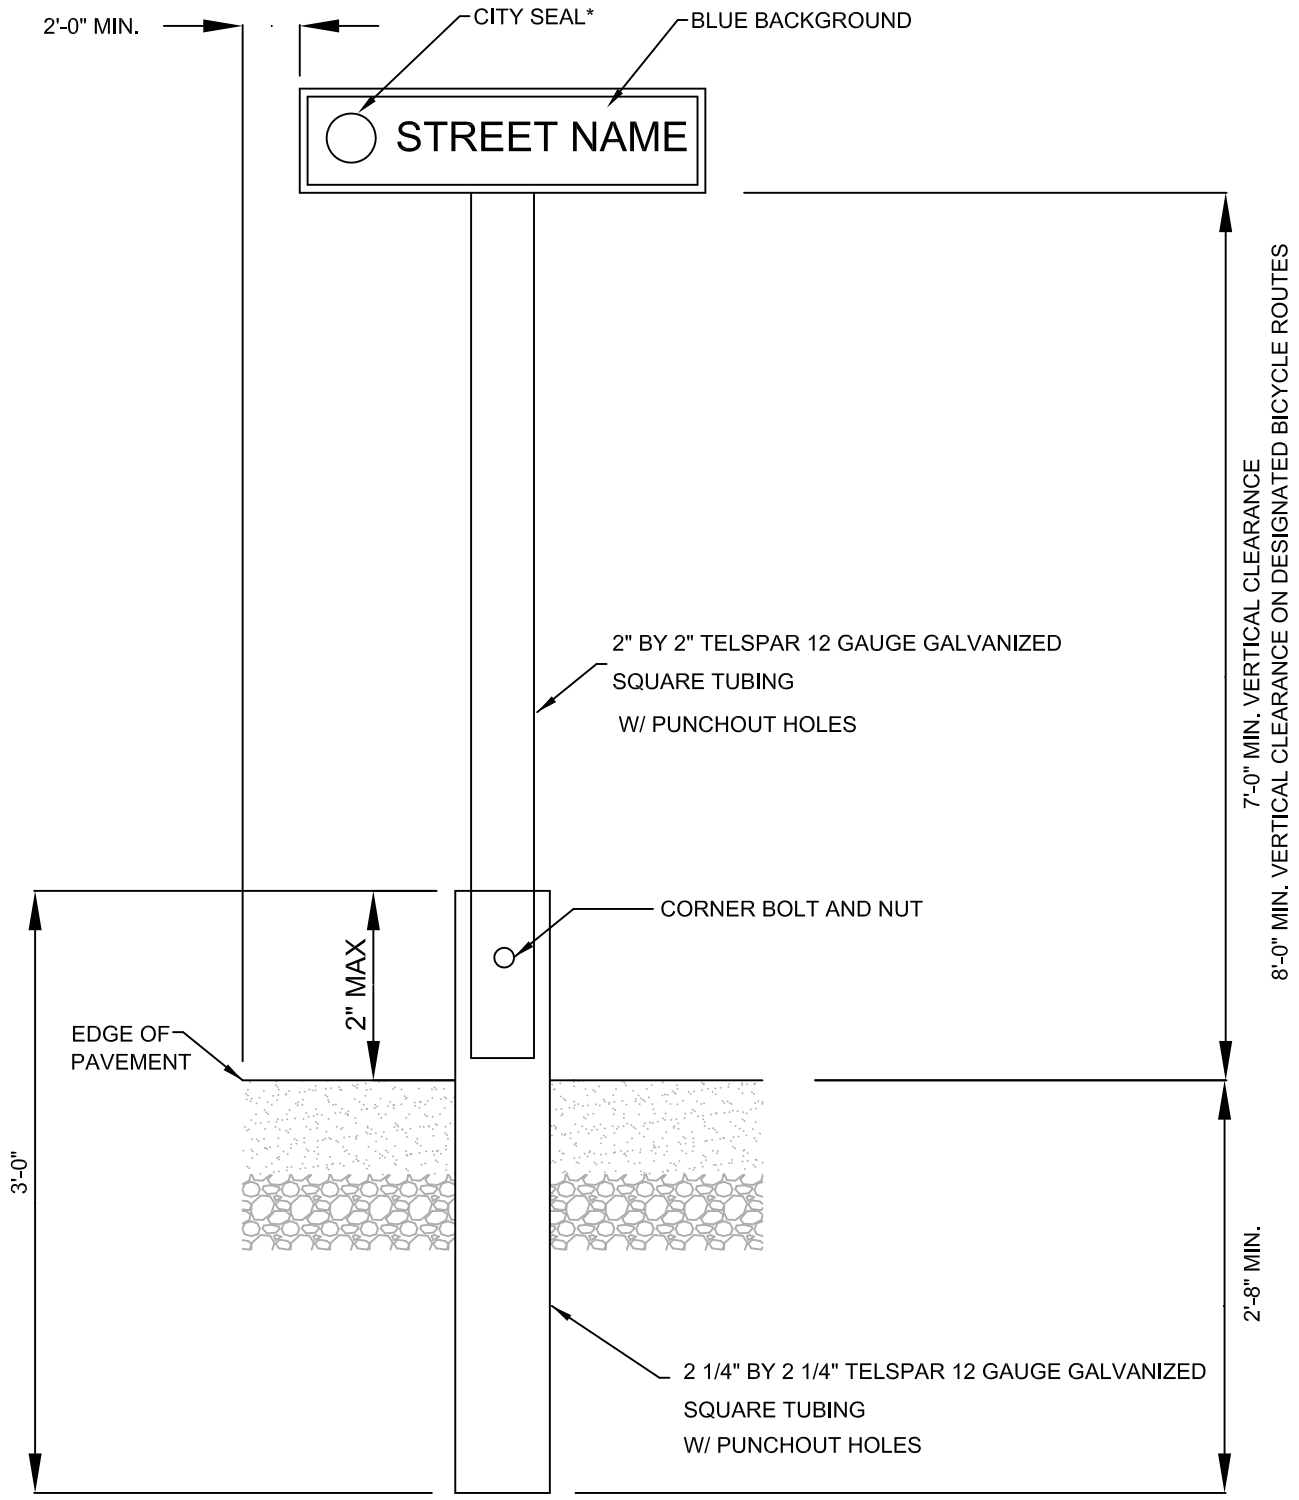 2'-0" MIN.
CITY SEAL*
BLUE BACKGROUND
STREET NAME
7'-0" MIN. VERTICAL CLEARANCE
8'-0" MIN. VERTICAL CLEARANCE ON DESIGNATED BICYCLE ROUTES
2" BY 2" TELSPAR 12 GAUGE GALVANIZED
SQUARE TUBING
W/ PUNCHOUT HOLES
CORNER BOLT AND NUT
2" MAX
EDGE OF
PAVEMENT
3'-0"
2'-8" MIN.
2 1/4" BY 2 1/4" TELSPAR 12 GAUGE GALVANIZED
SQUARE TUBING
W/ PUNCHOUT HOLES